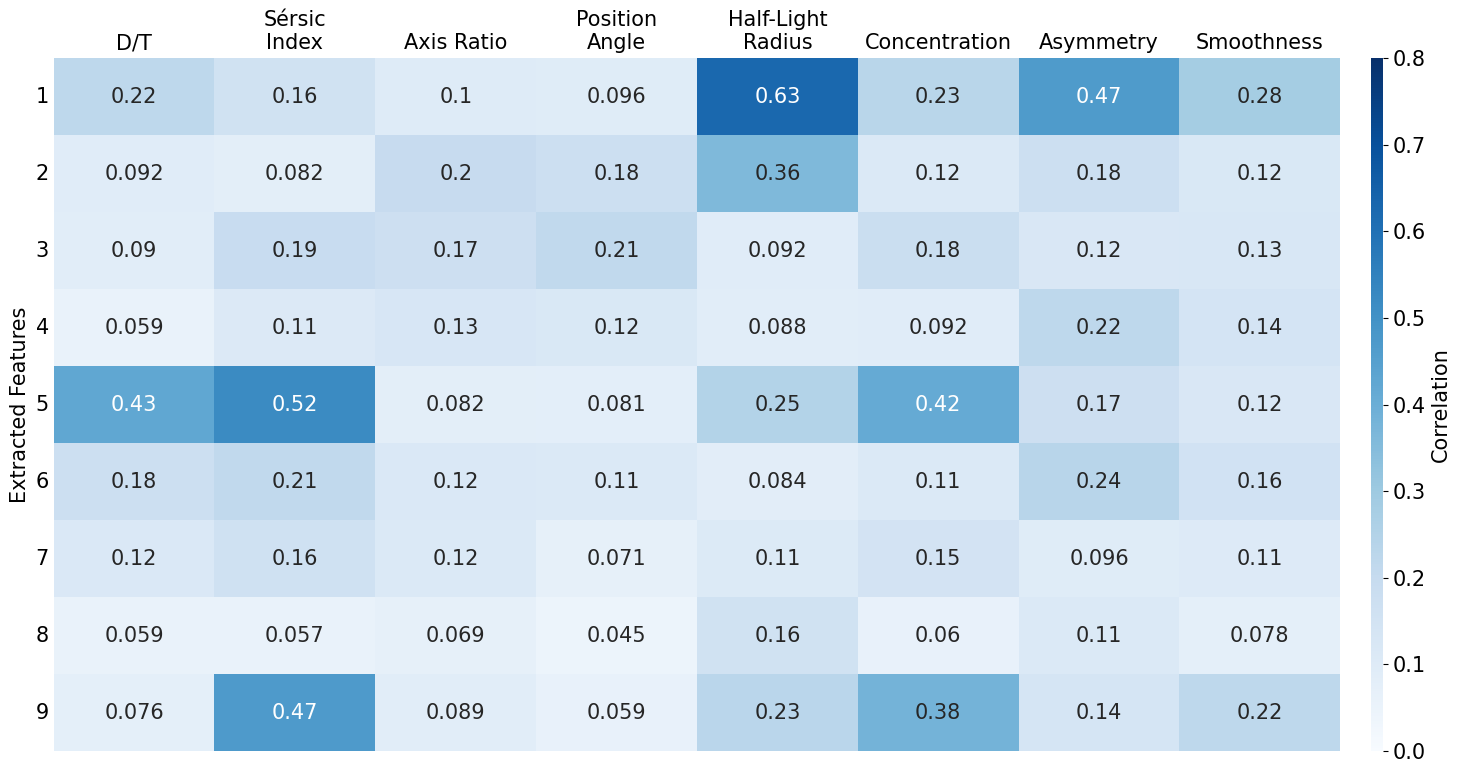 D/T
Sérsic
Index
Axis Ratio
Position
Angle
Half-Light
Radius
Concentration
Asymmetry
Smoothness
1 0.22 0.16 0.1 0.096 0.63 0.23 0.47 0.28
2 0.092 0.082 0.2 0.18 0.36 0.12 0.18 0.12
3 0.09 0.19 0.17 0.21 0.092 0.18 0.12 0.13
4 0.059 0.11 0.13 0.12 0.088 0.092 0.22 0.14
5 0.43 0.52 0.082 0.081 0.25 0.42 0.17 0.12
6 0.18 0.21 0.12 0.11 0.084 0.11 0.24 0.16
7 0.12 0.16 0.12 0.071 0.11 0.15 0.096 0.11
8 0.059 0.057 0.069 0.045 0.16 0.06 0.11 0.078
9 0.076 0.47 0.089 0.059 0.23 0.38 0.14 0.22
Extracted Features
0.8
0.7
0.6
0.5
0.4
0.3
0.2
0.1
0.0
Correlation